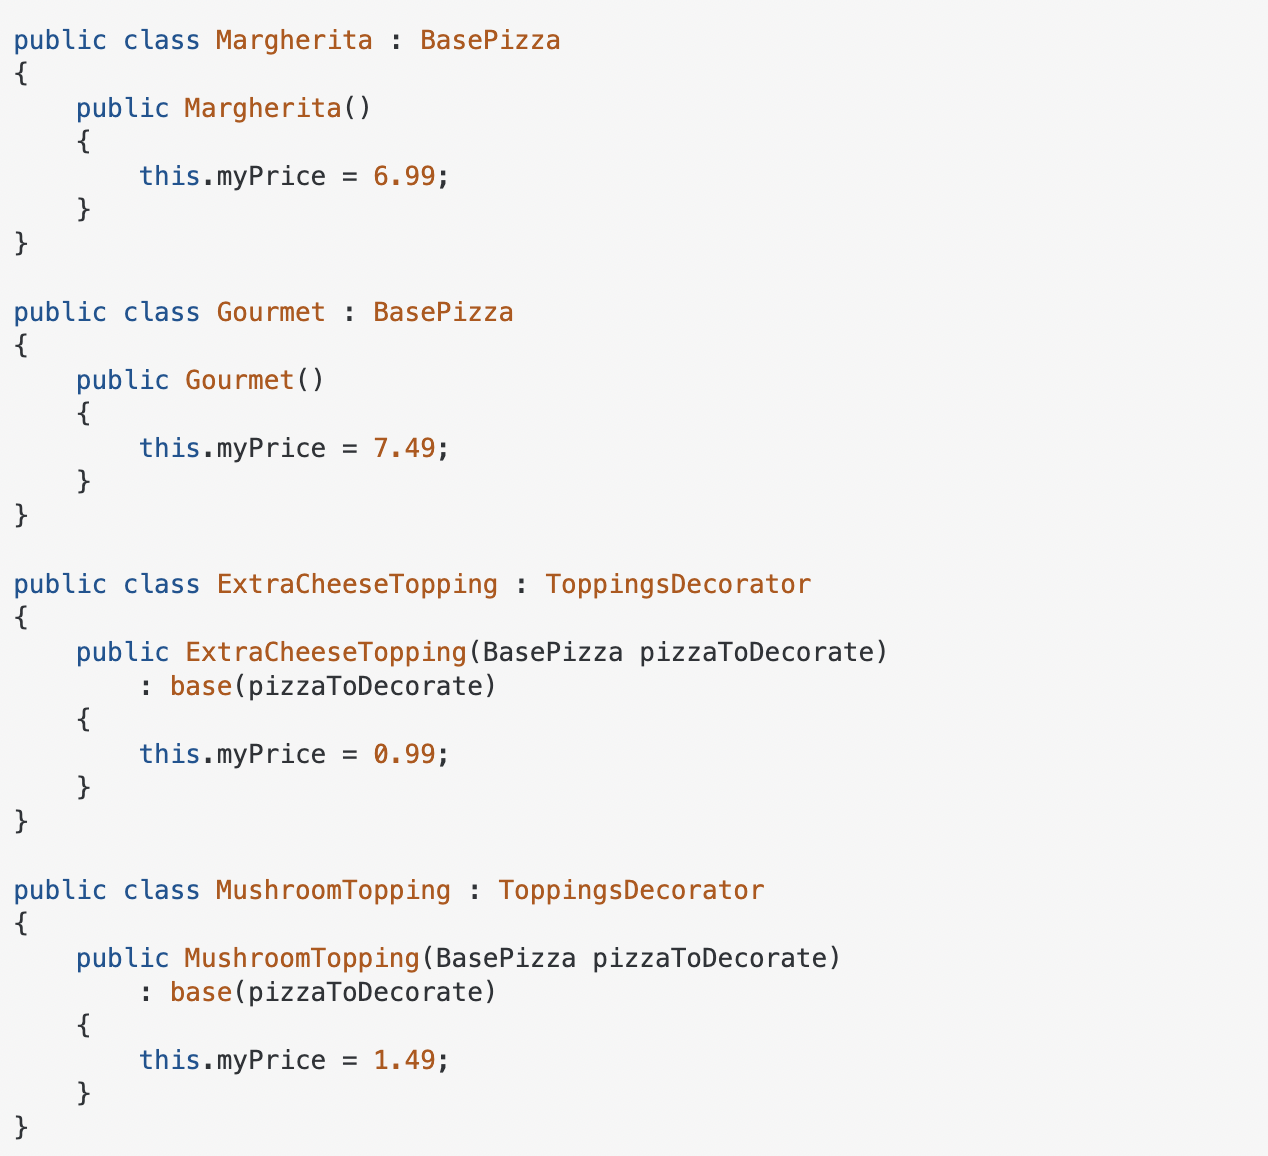 public class Margherita : BasePizza
{
    public Margherita()
    {
        this.myPrice = 6.99;
    }
}

public class Gourmet : BasePizza
{
    public Gourmet()
    {
        this.myPrice = 7.49;
    }
}

public class ExtraCheeseTopping : ToppingsDecorator
{
    public ExtraCheeseTopping(BasePizza pizzaToDecorate)
        : base(pizzaToDecorate)
    {
        this.myPrice = 0.99;
    }
}

public class MushroomTopping : ToppingsDecorator
{
    public MushroomTopping(BasePizza pizzaToDecorate)
        : base(pizzaToDecorate)
    {
        this.myPrice = 1.49;
    }
}